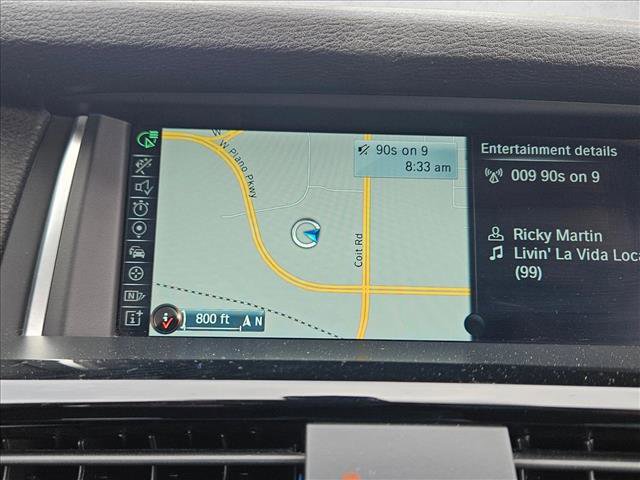 W Plano Pkwy
90s on 9
8:33 am
Coit Rd
800 ft
N
N
Entertainment details
009 90s on 9
Ricky Martin
Livin' La Vida Loca
(99)